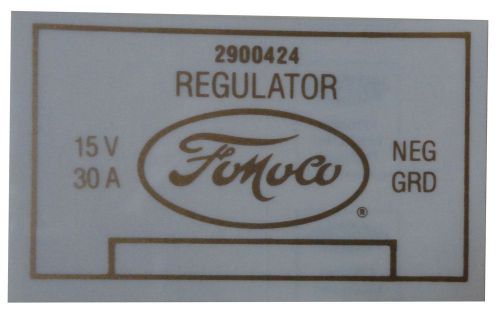 2900424
REGULATOR
15 V
30 A
FoMoCo
®
NEG
GRD